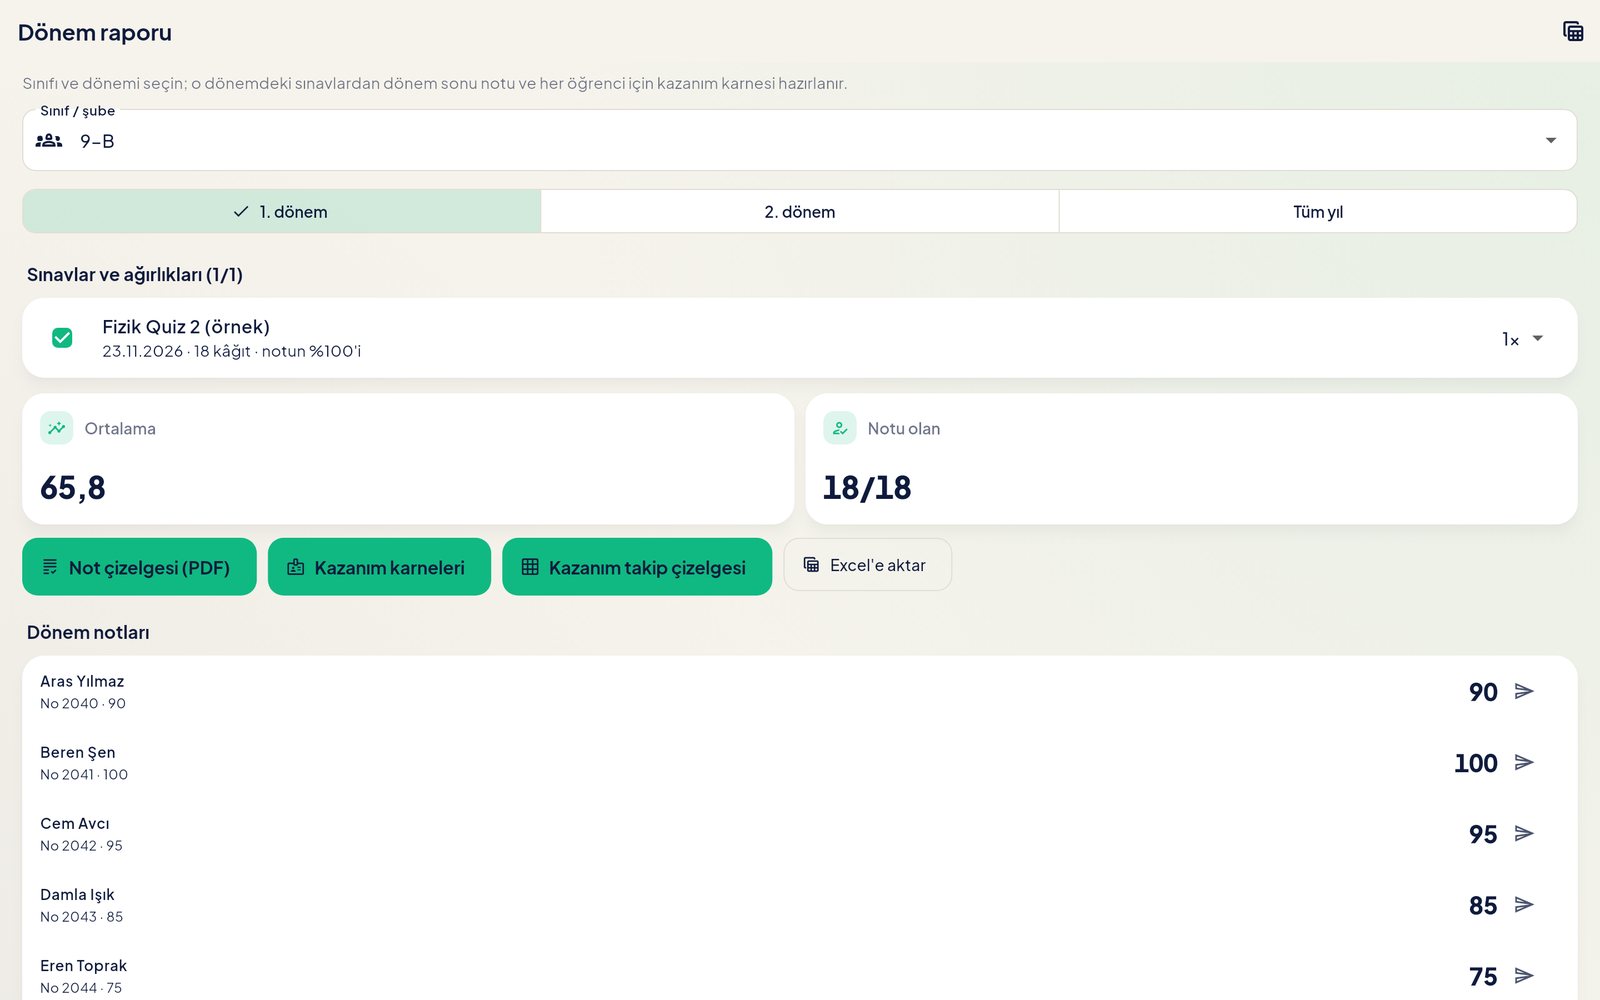 Dönem raporu
Sınıfı ve dönemi seçin; o dönemdeki sınavlardan dönem sonu notu ve her öğrenci için kazanım karnesi hazırlanır.
Sınıf / şube
9-B
1. dönem
2. dönem
Tüm yıl
Sınavlar ve ağırlıkları (1/1)
Fizik Quiz 2 (örnek)
23.11.2026 · 18 kâğıt · notun %100'i
1×
Ortalama
65,8
Notu olan
18/18
Not çizelgesi (PDF)
Kazanım karneleri
Kazanım takip çizelgesi
Excel'e aktar
Dönem notları
Aras Yılmaz
No 2040 · 90
90
Beren Şen
No 2041 · 100
100
Cem Avcı
No 2042 · 95
95
Damla Işık
No 2043 · 85
85
Eren Toprak
No 2044 · 75
75